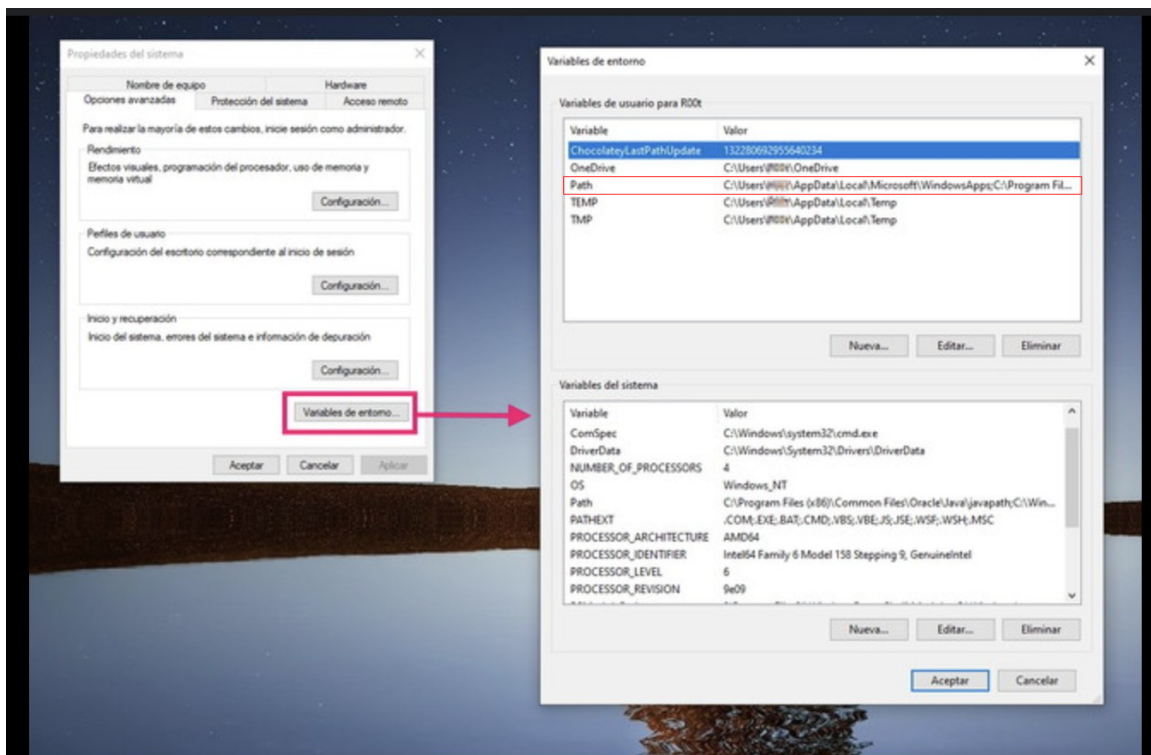 Propiedades del sistema
Nombre de equipo Hardware
Opciones avanzadas Protección del sistema Acceso remoto
Para realizar la mayoría de estos cambios, inicie sesión como administrador.
Rendimiento
Efectos visuales, programación del procesador, uso de memoria y
memoria virtual
Configuración...
Perfiles de usuario
Configuración del escritorio correspondiente al inicio de sesión
Configuración...
Inicio y recuperación
Inicio del sistema, errores del sistema e información de depuración
Configuración...
Variables de entorno...
Aceptar Cancelar Aplicar
Variables de entorno
Variables de usuario para R00t
Variable Valor
ChocolateyLastPathUpdate 132280692955640234
OneDrive C:\Users\ \OneDrive
Path C:\Users\ \AppData\Local\Microsoft\WindowsApps;C:\Program Fil...
TEMP C:\Users\ \AppData\Local\Temp
TMP C:\Users\ \AppData\Local\Temp
Nueva... Editar... Eliminar
Variables del sistema
Variable Valor
ComSpec C:\Windows\system32\cmd.exe
DriverData C:\Windows\System32\Drivers\DriverData
NUMBER_OF_PROCESSORS 4
OS Windows_NT
Path C:\Program Files (x86)\Common Files\Oracle\Java\javapath;C:\Win...
PATHEXT .COM;.EXE;.BAT;.CMD;.VBS;.VBE;.JS;.JSE;.WSF;.WSH;.MSC
PROCESSOR_ARCHITECTURE AMD64
PROCESSOR_IDENTIFIER Intel64 Family 6 Model 158 Stepping 9, GenuineIntel
PROCESSOR_LEVEL 6
PROCESSOR_REVISION 9e09
Nueva... Editar... Eliminar
Aceptar Cancelar